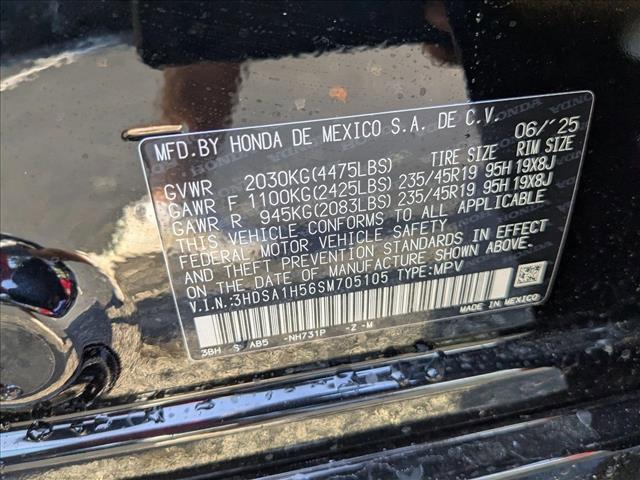 MFD.BY HONDA DE MEXICO S.A. DE C.V. 06/'25
GVWR 2030KG(4475LBS) TIRE SIZE RIM SIZE
GAWR F 1100KG(2425LBS) 235/45R19 95H 19X8J
GAWR R 945KG(2083LBS) 235/45R19 95H 19X8J
THIS VEHICLE CONFORMS TO ALL APPLICABLE
FEDERAL MOTOR VEHICLE SAFETY
AND THEFT PREVENTION STANDARDS IN EFFECT
ON THE DATE OF MANUFACTURE SHOWN ABOVE.
V.I.N.:3HDSA1H56SM705105 TYPE:MPV
MADE IN MEXICO
3BH S AB5 -NH731P -Z -M